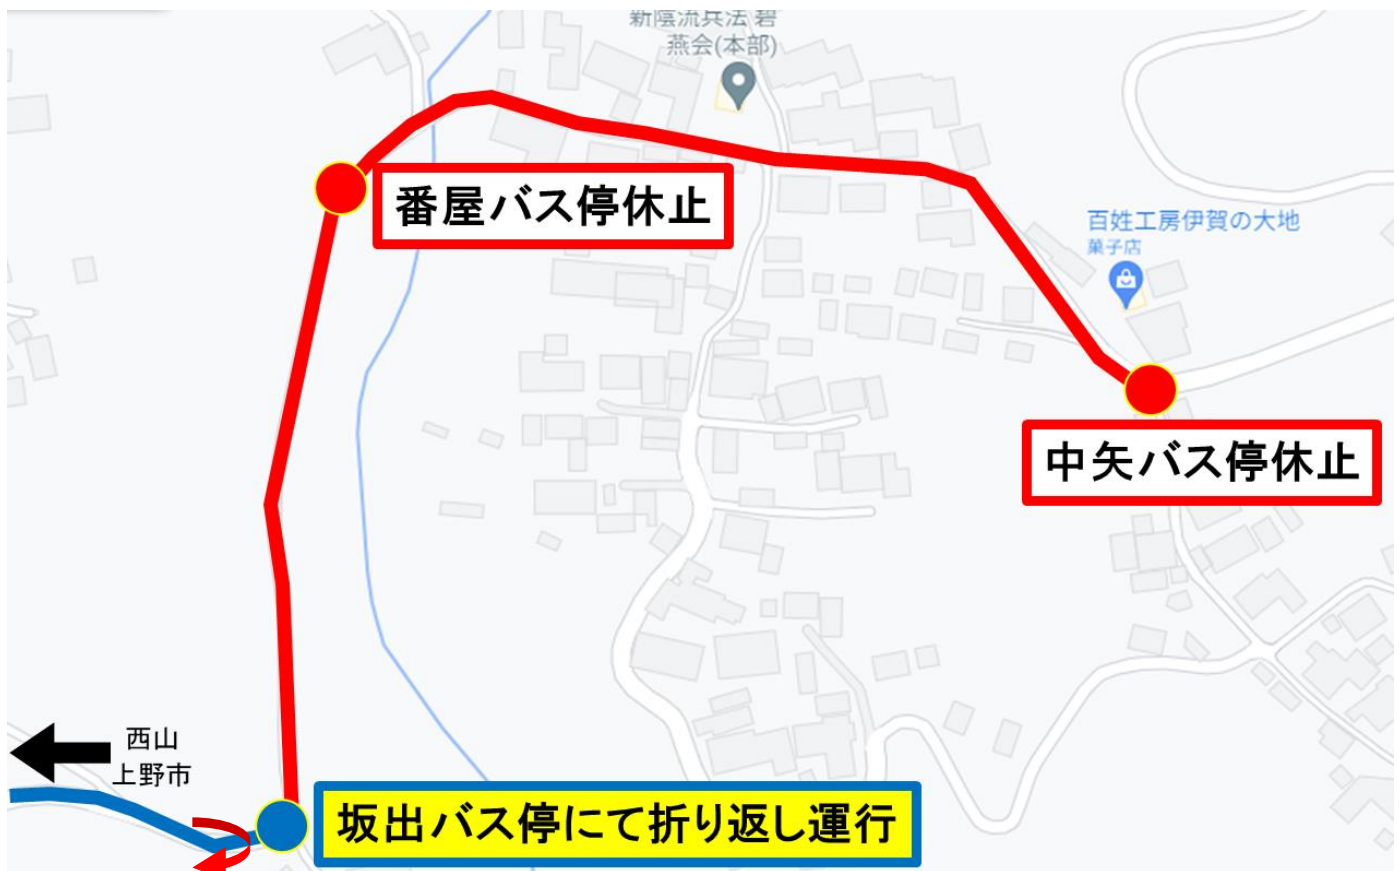 新陰流兵法 碧
燕会(本部)
番屋バス停休止
百姓工房伊賀の大地
菓子店
中矢バス停休止
西山
上野市
坂出バス停にて折り返し運行